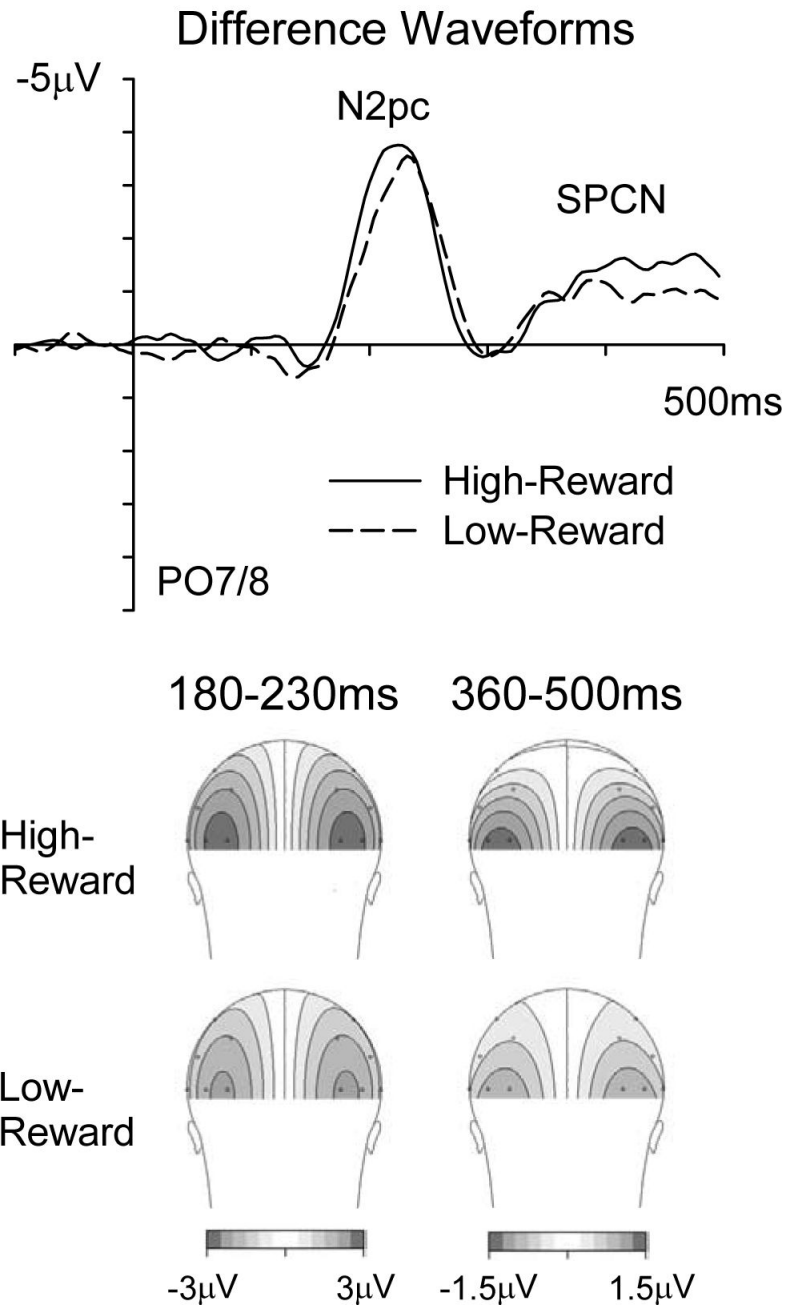 Difference Waveforms
-5μV
N2pc
SPCN
500ms
High-Reward
Low-Reward
PO7/8
180-230ms 360-500ms
High-
Reward
Low-
Reward
-3μV 3μV -1.5μV 1.5μV